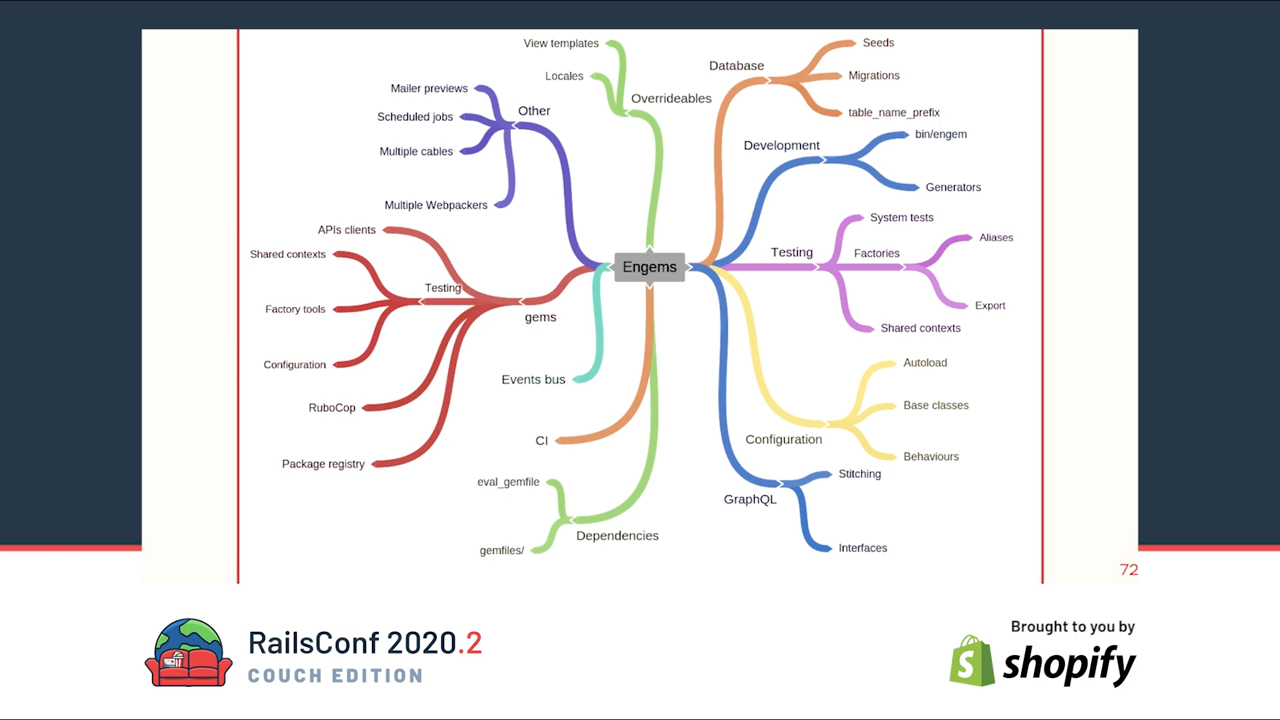 View templates
Locales
Overrideables
Mailer previews
Other
Scheduled jobs
Multiple cables
Multiple Webpackers
APIs clients
Shared contexts
Testing
Factory tools
gems
Configuration
RuboCop
Package registry
Events bus
CI
eval_gemfile
Dependencies
gemfiles/
Engems
Database
Seeds
Migrations
table_name_prefix
Development
bin/engem
Generators
System tests
Testing
Factories
Aliases
Export
Shared contexts
Autoload
Base classes
Configuration
Behaviours
Stitching
GraphQL
Interfaces
72
RailsConf 2020.2
COUCH EDITION
Brought to you by
shopify